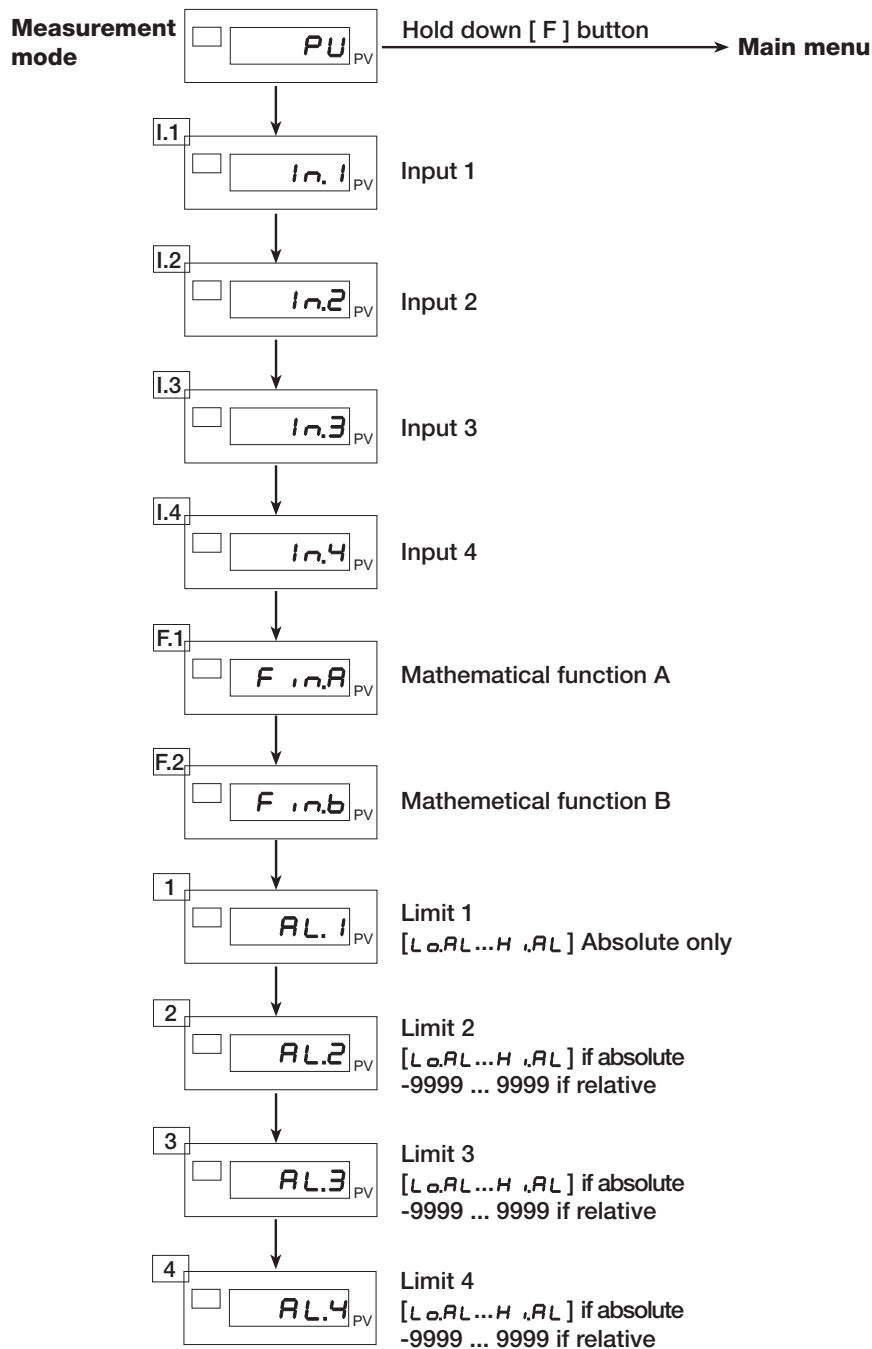 Measurement
mode
PV
PV
Hold down [ F ] button
Main menu
I.1
In.1
PV
Input 1
I.2
In.2
PV
Input 2
I.3
In.3
PV
Input 3
I.4
In.4
PV
Input 4
F.1
Fin.A
PV
Mathematical function A
F.2
Fin.b
PV
Mathemetical function B
1
AL.1
PV
Limit 1
[Lo.AL...Hi.AL] Absolute only
2
AL.2
PV
Limit 2
[Lo.AL...Hi.AL] if absolute
-9999 ... 9999 if relative
3
AL.3
PV
Limit 3
[Lo.AL...Hi.AL] if absolute
-9999 ... 9999 if relative
4
AL.4
PV
Limit 4
[Lo.AL...Hi.AL] if absolute
-9999 ... 9999 if relative